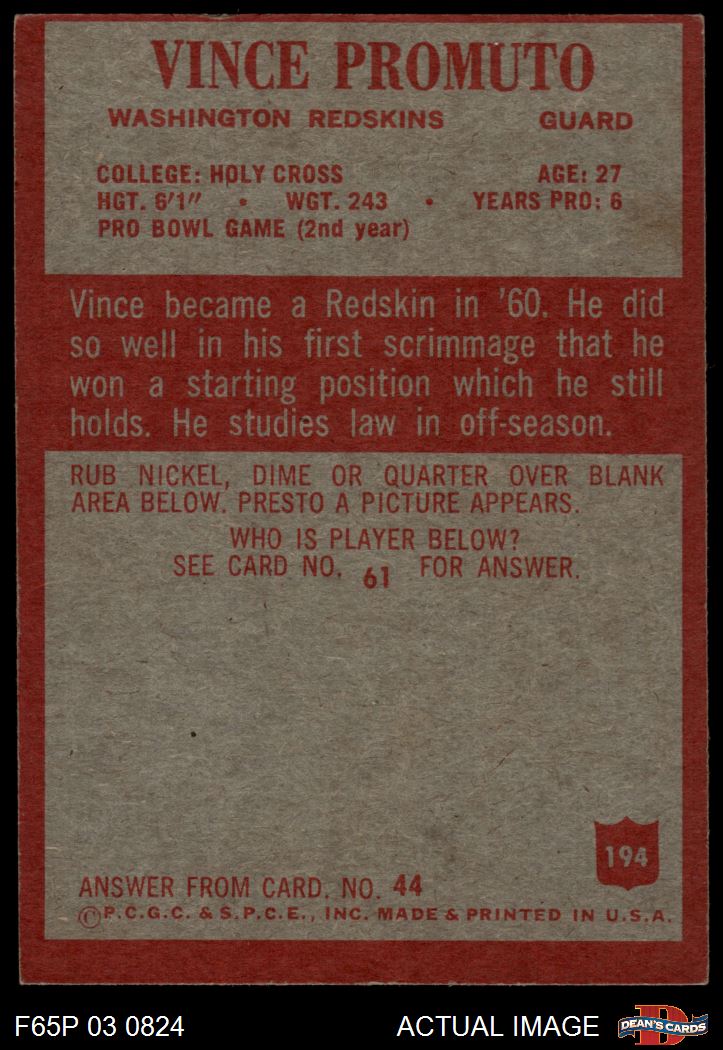 VINCE PROMUTO
WASHINGTON REDSKINS GUARD
COLLEGE: HOLY CROSS AGE: 27
HGT. 6'1" • WGT. 243 • YEARS PRO: 6
PRO BOWL GAME (2nd year)
Vince became a Redskin in '60. He did
so well in his first scrimmage that he
won a starting position which he still
holds. He studies law in off-season.
RUB NICKEL, DIME OR QUARTER OVER BLANK
AREA BELOW. PRESTO A PICTURE APPEARS.
WHO IS PLAYER BELOW?
SEE CARD NO. 61 FOR ANSWER.
194
ANSWER FROM CARD. NO. 44
©P.C.G.C. & S.P.C.E., INC. MADE & PRINTED IN U.S.A.
F65P 03 0824 ACTUAL IMAGE
D
DEAN'S CARDS